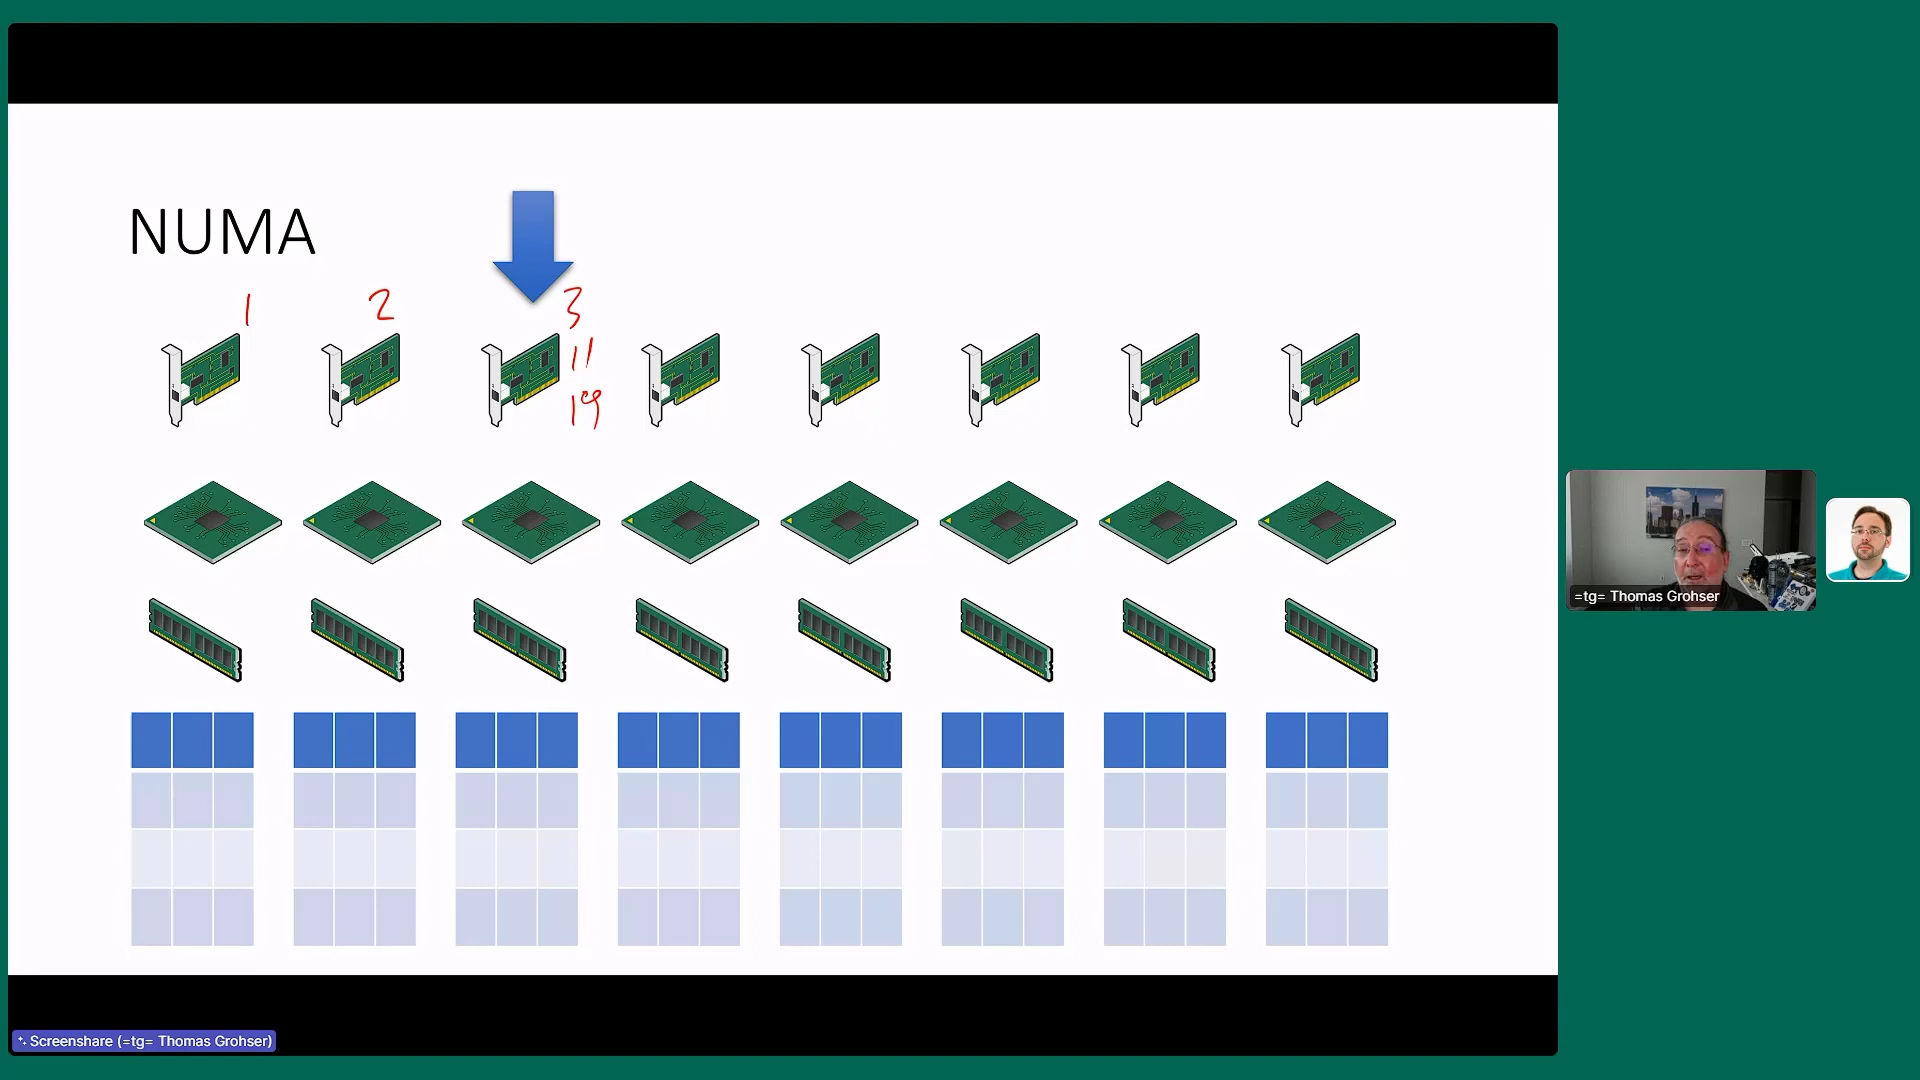 NUMA
1
2
3
11
19
=tg= Thomas Grohser
Screenshare (=tg= Thomas Grohser)